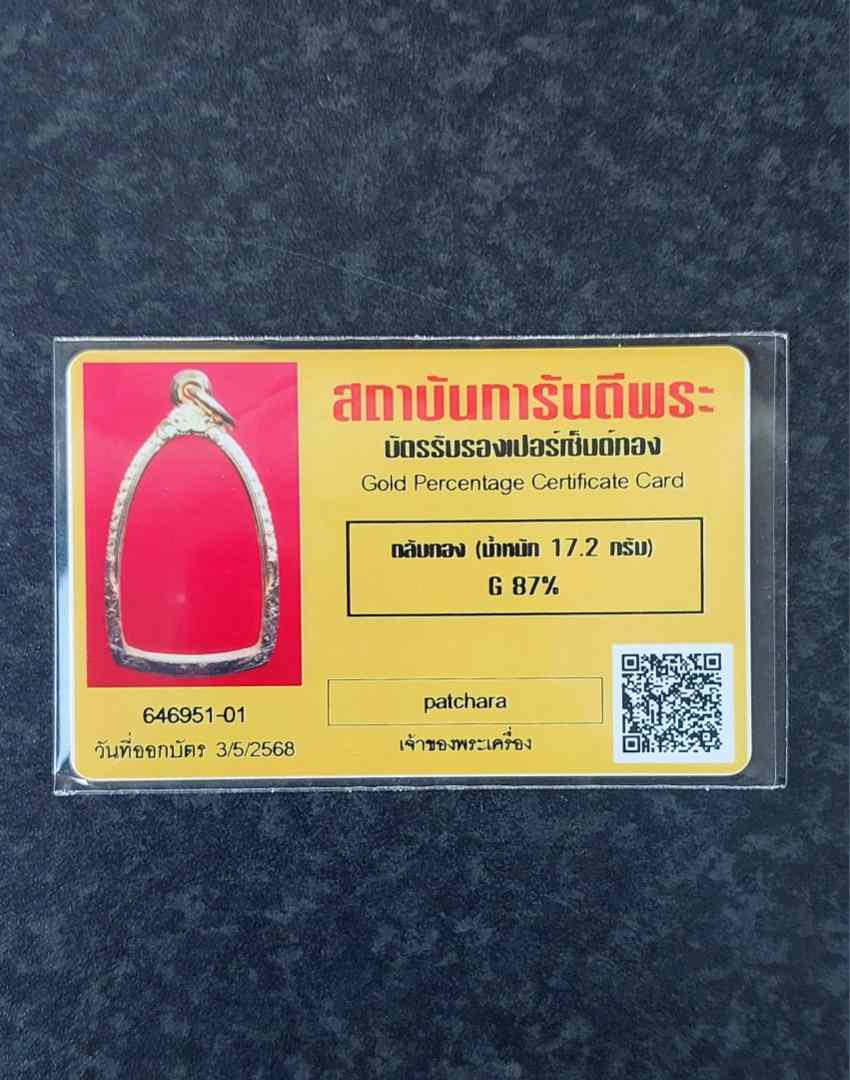 สถาบันการันตีพระ
บัตรรับรองเปอร์เซ็นต์ทอง
Gold Percentage Certificate Card
ตลับทอง (น้ำหนัก 17.2 กรัม)
G 87%
646951-01
วันที่ออกบัตร 3/5/2568
patchara
เจ้าของพระเครื่อง